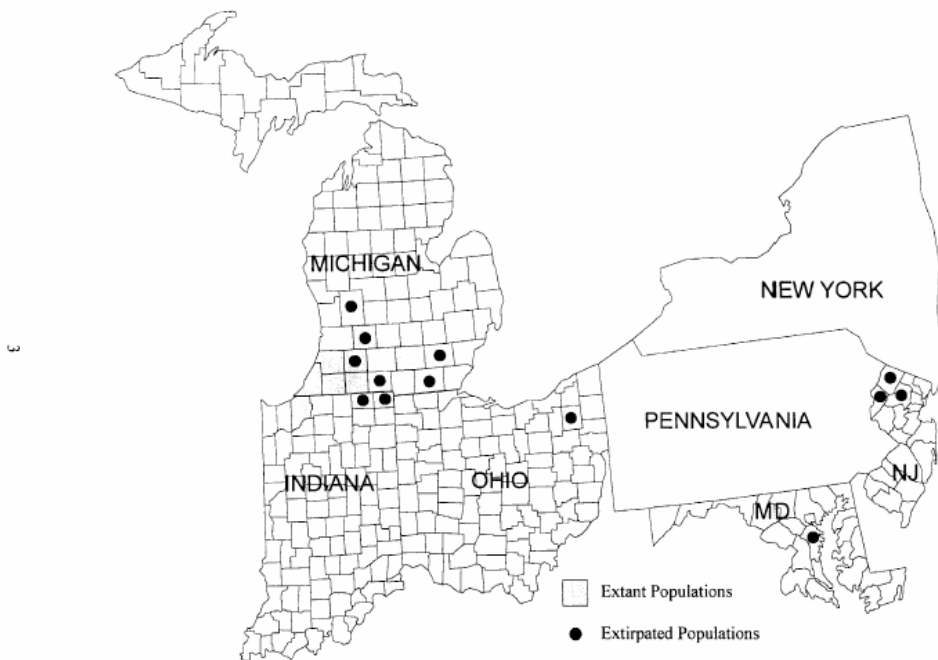 MICHIGAN
NEW YORK
3
PENNSYLVANIA
INDIANA
OHIO
NJ
MD
Extant Populations
Extirpated Populations